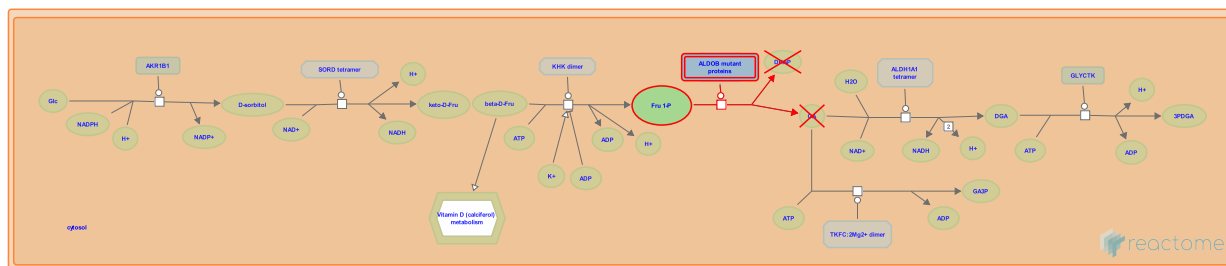 AKR1B1
SORD tetramer
KHK dimer
ALDOB mutant
proteins
ALDH1A1
tetramer
GLYCTK
H+
H2O
H+
Glc
D-sorbitol
keto-D-Fru
beta-D-Fru
Fru 1-P
DGA
3PDGA
NADPH
H+
NADP+
NAD+
NADH
ATP
ADP
H+
NAD+
NADH
2
H+
ATP
ADP
K+
ADP
Vitamin D (calciferol)
metabolism
GA3P
ATP
ADP
TKFC:2Mg2+ dimer
cytosol
reactome